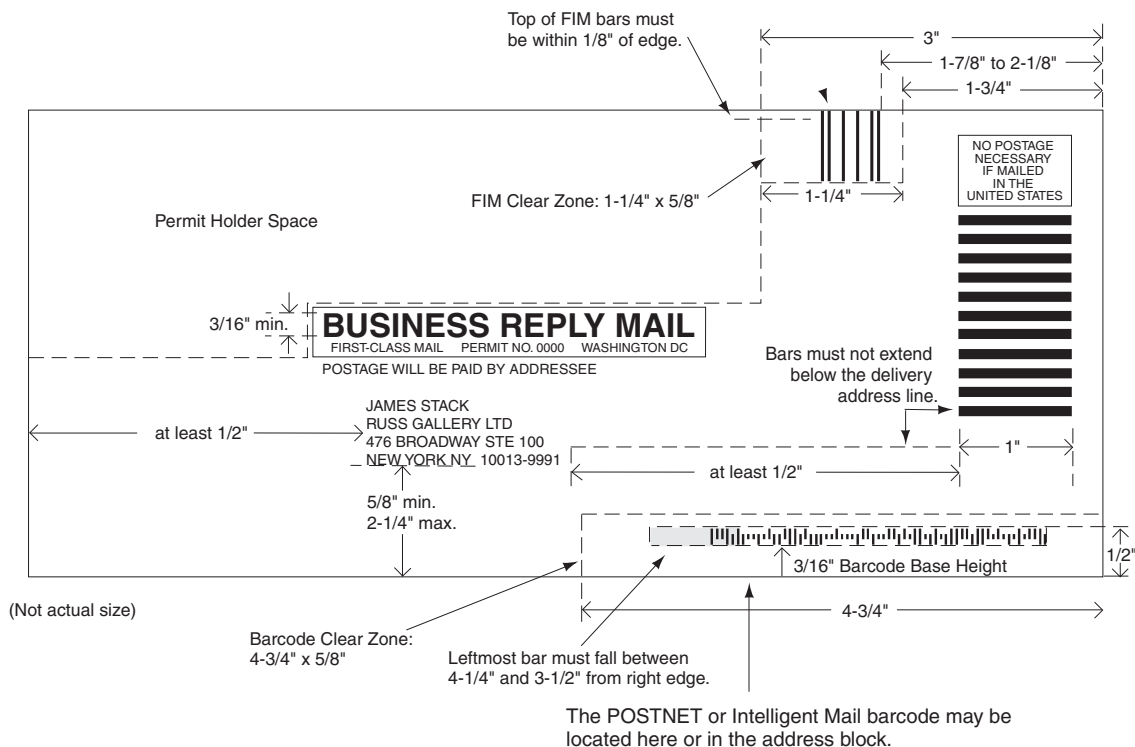 Top of FIM bars must
be within 1/8" of edge.
3"
1-7/8" to 2-1/8"
1-3/4"
NO POSTAGE
NECESSARY
IF MAILED
IN THE
UNITED STATES
FIM Clear Zone: 1-1/4" x 5/8"
1-1/4"
Permit Holder Space
3/16" min.
BUSINESS REPLY MAIL
FIRST-CLASS MAIL PERMIT NO. 0000 WASHINGTON DC
POSTAGE WILL BE PAID BY ADDRESSEE
Bars must not extend
below the delivery
address line.
JAMES STACK
RUSS GALLERY LTD
476 BROADWAY STE 100
NEW YORK NY 10013-9991
at least 1/2"
at least 1/2"
1"
5/8" min.
2-1/4" max.
3/16" Barcode Base Height
1/2"
4-3/4"
(Not actual size)
Barcode Clear Zone:
4-3/4" x 5/8"
Leftmost bar must fall between
4-1/4" and 3-1/2" from right edge.
The POSTNET or Intelligent Mail barcode may be
located here or in the address block.